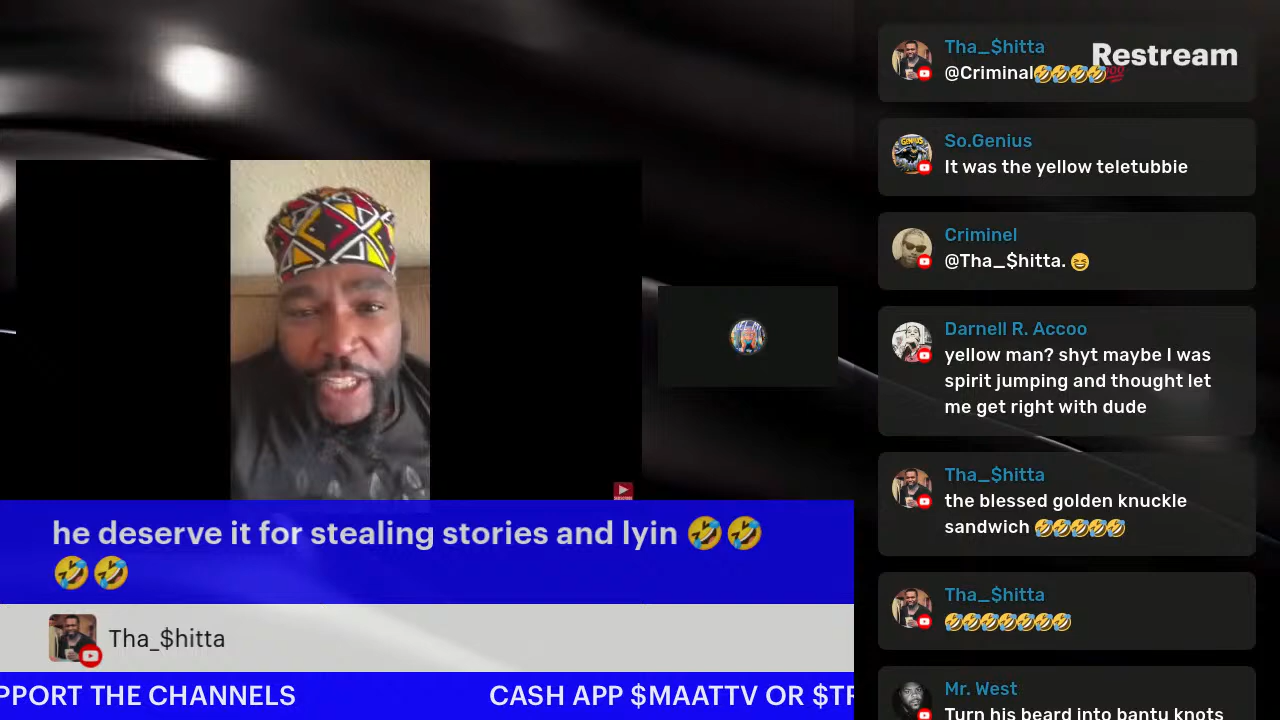 Restream
Tha_$hitta
@Criminal🤣🤣🤣🤣💯
So.Genius
It was the yellow teletubbie
Criminel
@Tha_$hitta. 😆
Darnell R. Accoo
yellow man? shyt maybe I was
spirit jumping and thought let
me get right with dude
Tha_$hitta
the blessed golden knuckle
sandwich 🤣🤣🤣🤣🤣
Tha_$hitta
🤣🤣🤣🤣🤣🤣🤣
Mr. West
Turn his beard into bantu knots
he deserve it for stealing stories and lyin 🤣🤣
🤣🤣
Tha_$hitta
PPORT THE CHANNELS
CASH APP $MAATTV OR $TR